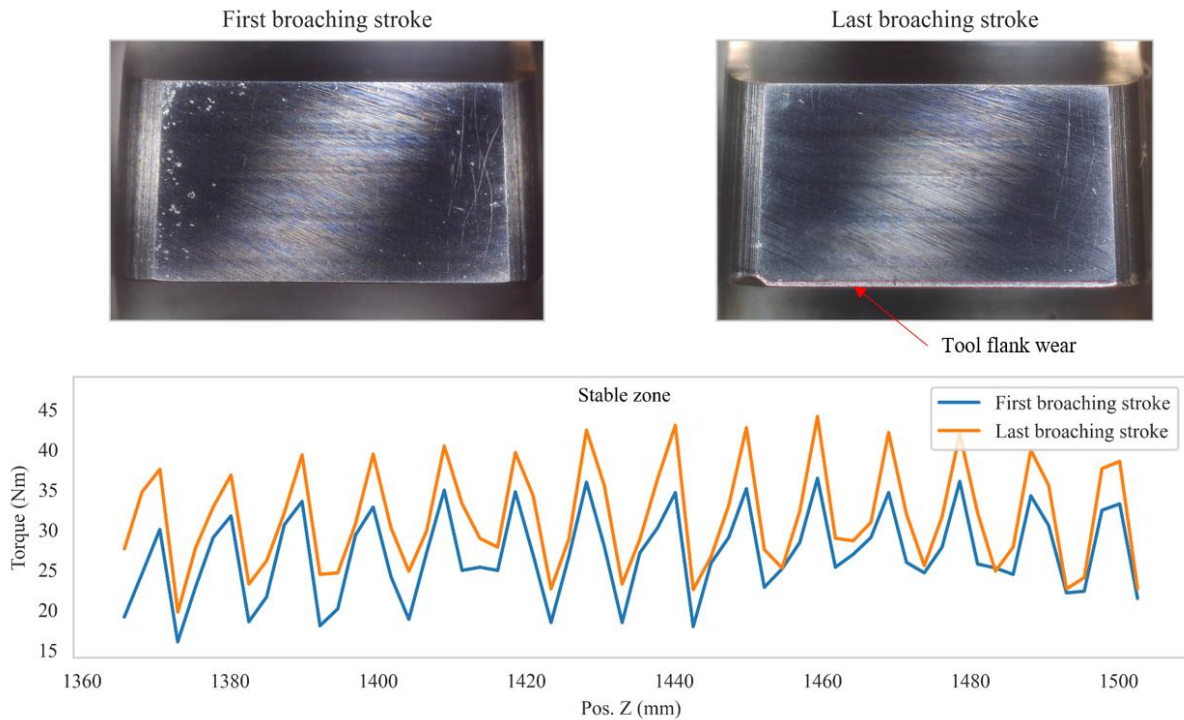 First broaching stroke
Last broaching stroke
Tool flank wear
Stable zone
First broaching stroke
Last broaching stroke
Torque (Nm)
45
40
35
30
25
20
15
1360
1380
1400
1420
1440
1460
1480
1500
Pos. Z (mm)